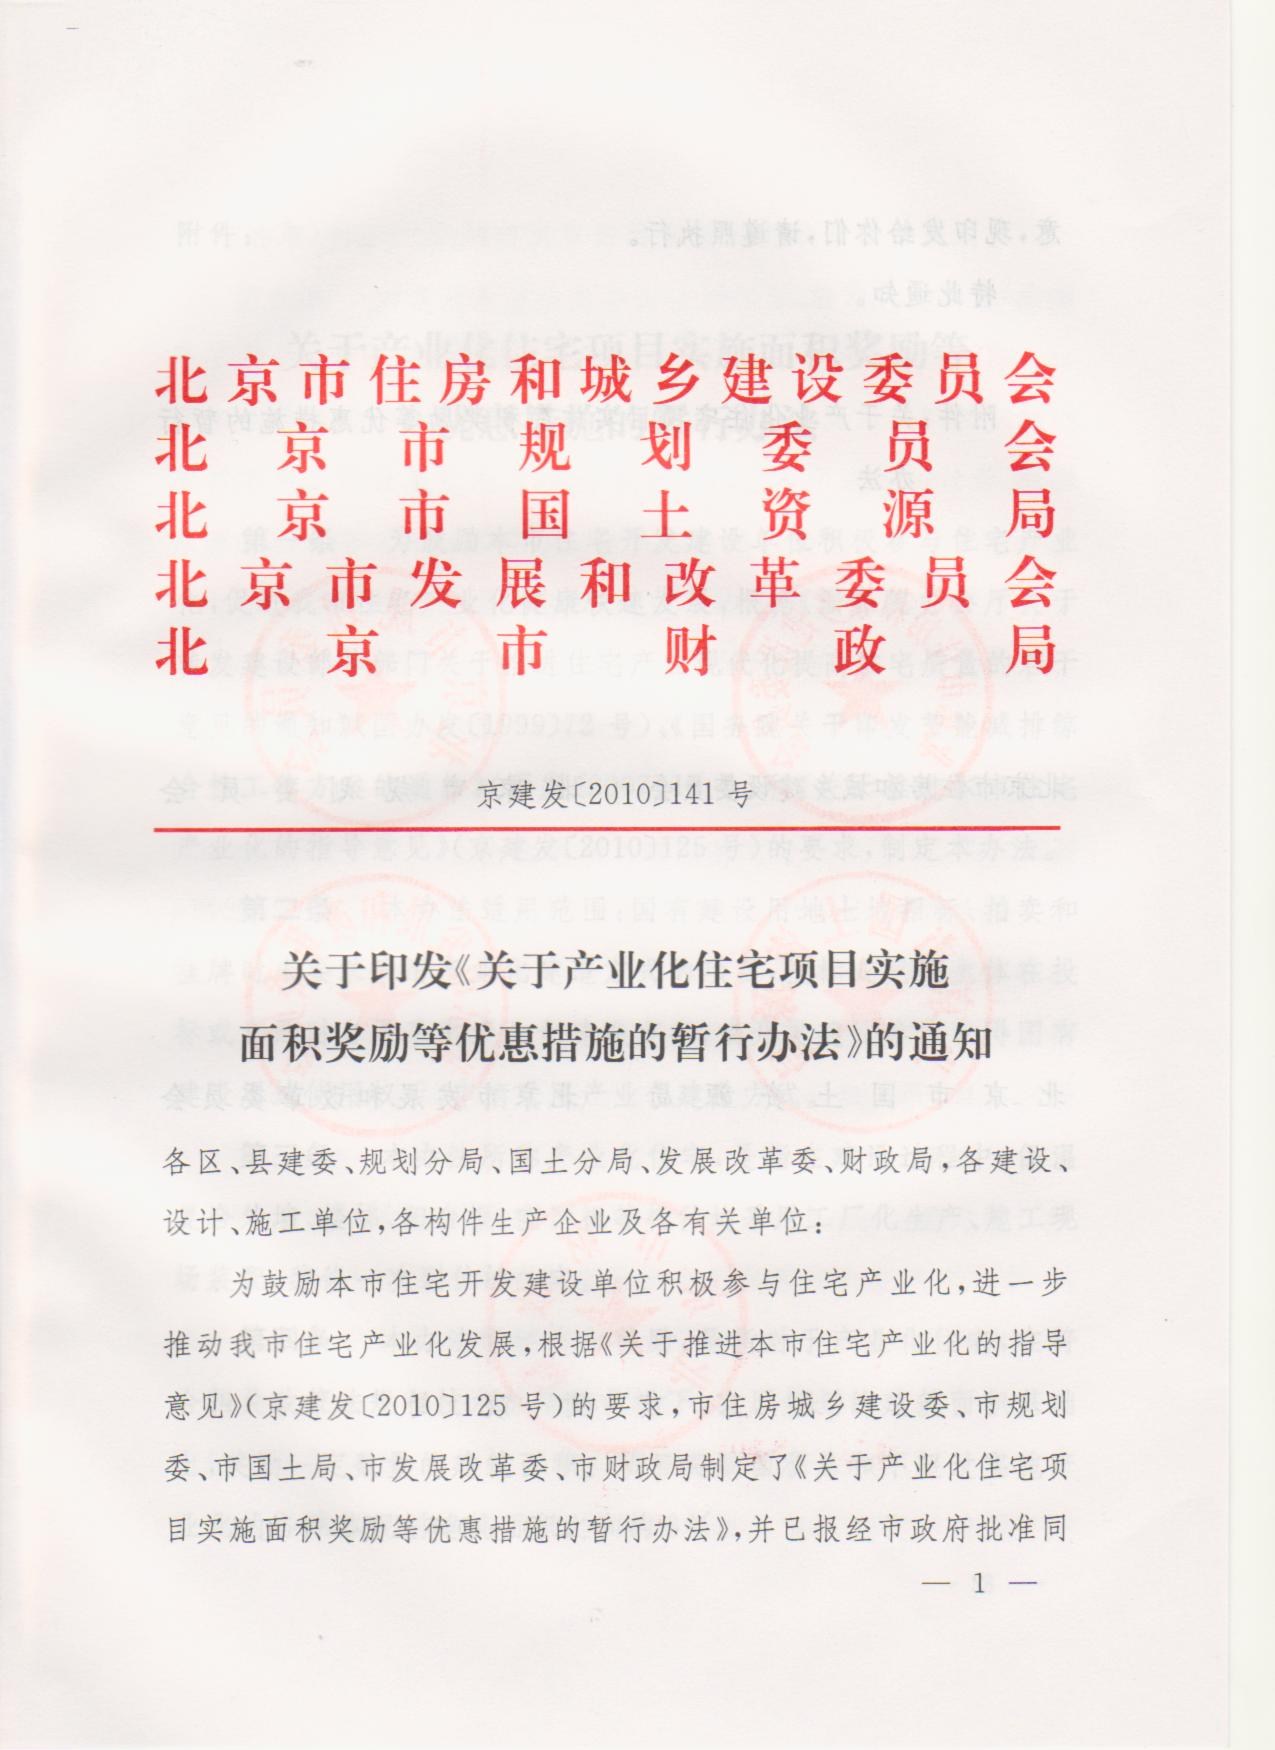 北京市住房和城乡建设委员会
北京市规划委员会
北京市国土资源局
北京市发展和改革委员会
北京市财政局
京建发〔2010〕141号
关于印发《关于产业化住宅项目实施
面积奖励等优惠措施的暂行办法》的通知
各区、县建委、规划分局、国土分局、发展改革委、财政局，各建设、
设计、施工单位，各构件生产企业及各有关单位：
为鼓励本市住宅开发建设单位积极参与住宅产业化，进一步
推动我市住宅产业化发展，根据《关于推进本市住宅产业化的指导
意见》（京建发〔2010〕125号）的要求，市住房城乡建设委、市规划
委、市国土局、市发展改革委、市财政局制定了《关于产业化住宅项
目实施面积奖励等优惠措施的暂行办法》，并已报经市政府批准同
— 1 —